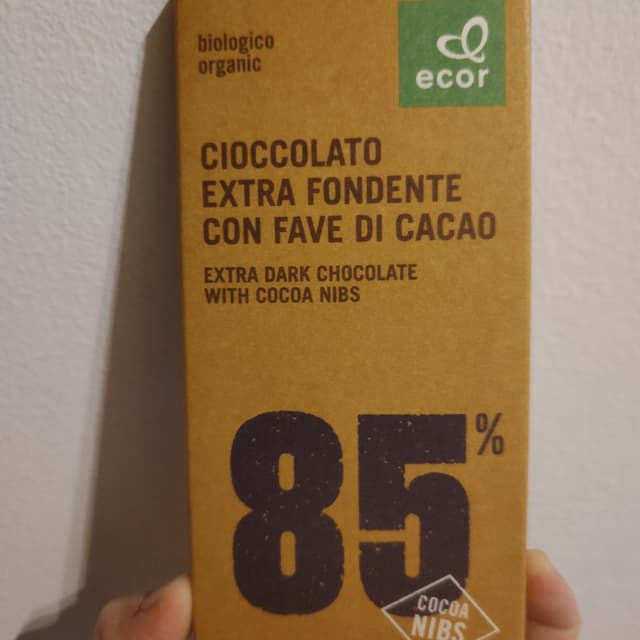 biologico
organic
ecor
CIOCCOLATO
EXTRA FONDENTE
CON FAVE DI CACAO
EXTRA DARK CHOCOLATE
WITH COCOA NIBS
85%
COCOA
NIBS